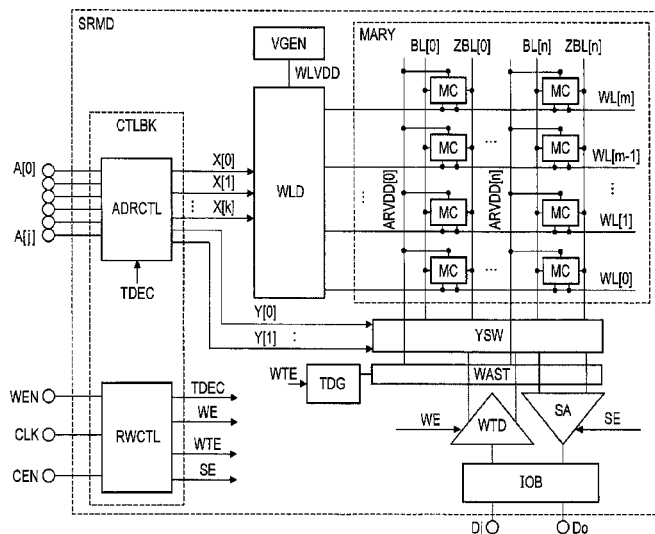 SRMD
VGEN
WLVDD
MARY
BL[0] ZBL[0] BL[n] ZBL[n]
MC MC WL[m]
MC ... MC WL[m-1]
CTLBK
A[0]
A[j]
ADRCTL
TDEC
X[0]
X[1]
⋮
X[k]
WLD
⋮
ARVDD[0]
ARVDD[n]
⋮
MC ... MC WL[1]
MC ... MC WL[0]
Y[0]
Y[1] ⋮
YSW
WTE TDG WAST
WEN
CLK
CEN
RWCTL
TDEC
WE
WTE
SE
WE WTD SA SE
IOB
Di Do